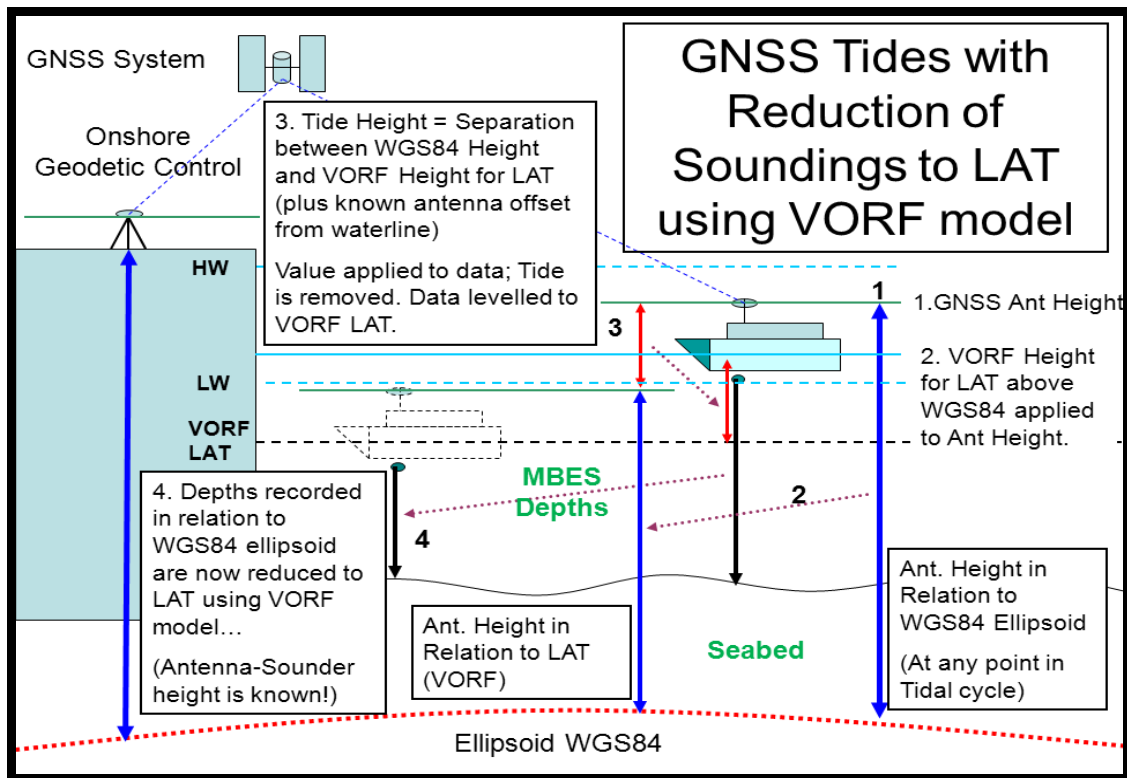 GNSS System
GNSS Tides with
Reduction of
Soundings to LAT
using VORF model
Onshore
Geodetic Control
3. Tide Height = Separation
between WGS84 Height
and VORF Height for LAT
(plus known antenna offset
from waterline)
Value applied to data; Tide
is removed. Data levelled to
VORF LAT.
HW
1
1.GNSS Ant Height
3
2. VORF Height
for LAT above
WGS84 applied
to Ant Height.
LW
VORF
LAT
MBES
Depths
2
4
4. Depths recorded
in relation to
WGS84 ellipsoid
are now reduced to
LAT using VORF
model…
(Antenna-Sounder
height is known!)
Ant. Height in
Relation to LAT
(VORF)
Seabed
Ant. Height in
Relation to
WGS84 Ellipsoid
(At any point in
Tidal cycle)
Ellipsoid WGS84